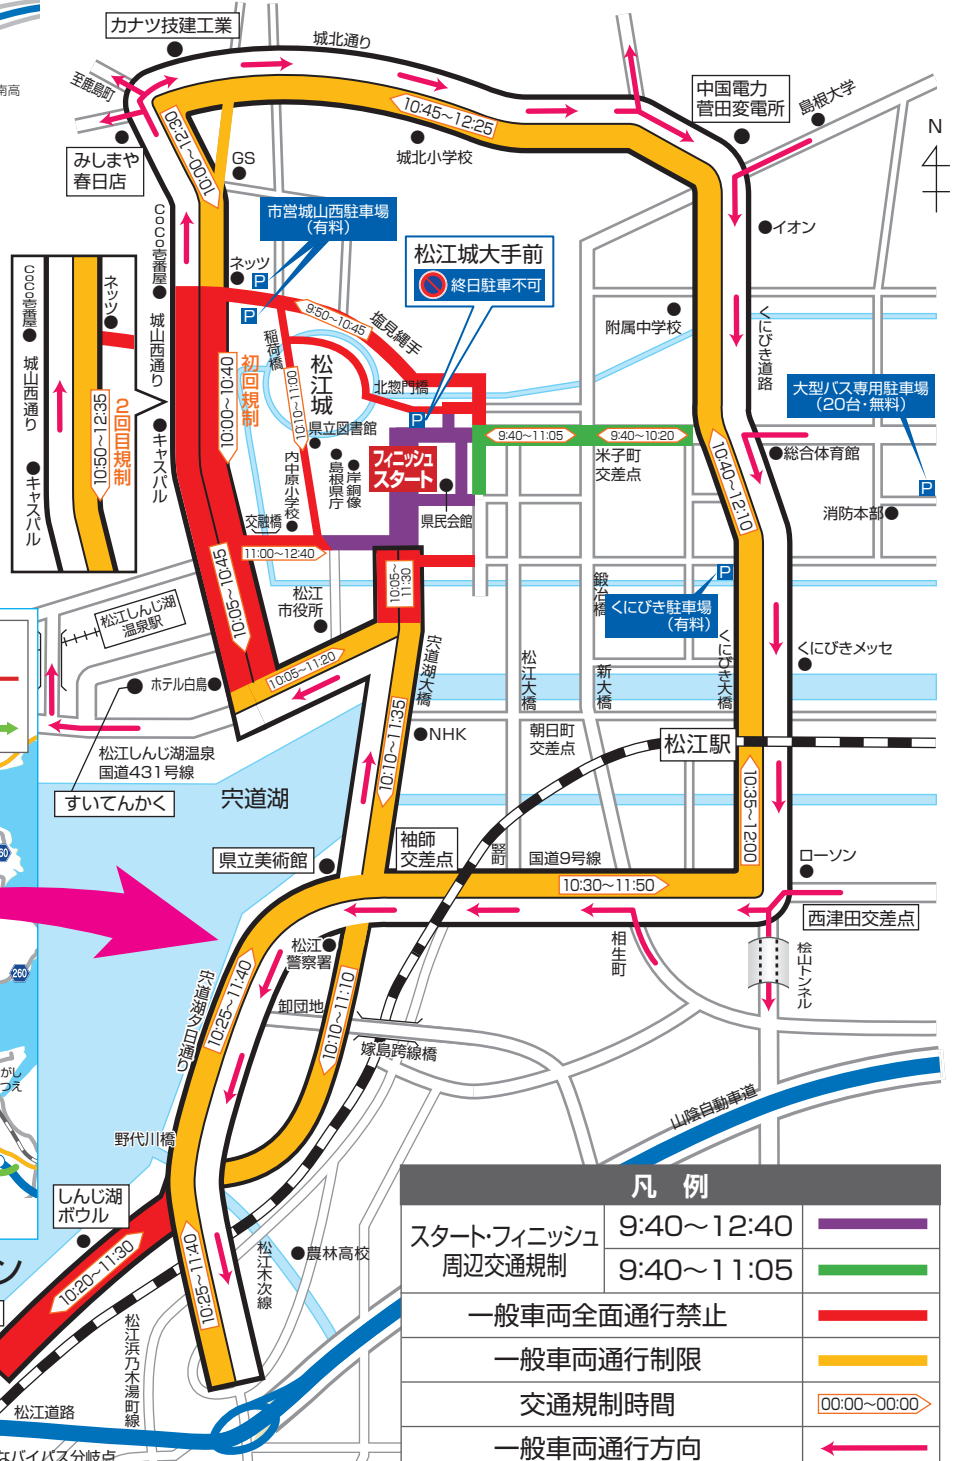 カナツ技建工業
城北通り
至鹿島町
南高
10:45～12:25
中国電力
菅田変電所
島根大学
N
みしまや
春日店
10:00～12:30
GS
城北小学校
市営城山西駐車場
(有料)
P
P
ネッツ
CoCo壱番屋
城山西通り
キャスパル
松江城大手前
終日駐車不可
イオン
附属中学校
くにびき道路
9:50～10:45
塩見縄手
稲荷橋
松江城
北惣門橋
P
大型バス専用駐車場
(20台・無料)
P
CoCo壱番屋
城山西通り
キャスパル
ネッツ
10:50～12:35
2回目規制
10:00～10:40
初回規制
10:10～11:00
県立図書館
島根県庁
岸銅像
内中原小学校
フィニッシュ
スタート
県民会館
9:40～11:05
9:40～10:20
米子町
交差点
10:40～12:10
総合体育館
消防本部
交融橋
11:00～12:40
10:05～10:45
10:05～
11:30
松江
市役所
鍛冶橋
P
くにびき駐車場
(有料)
松江しんじ湖
温泉駅
ホテル白鳥
10:05～11:20
宍道湖大橋
松江大橋
新大橋
くにびき大橋
くにびきメッセ
10:10～11:35
NHK
朝日町
交差点
松江駅
松江しんじ湖温泉
国道431号線
すいてんかく
宍道湖
10:35～12:00
県立美術館
袖師
交差点
竪町
国道9号線
10:30～11:50
ローソン
西津田交差点
260
松江
警察署
相生町
桧山トンネル
宍道湖夕日通り
10:25～11:40
卸団地
10:10～11:10
嫁島跨線橋
山陰自動車道
野代川橋
しんじ湖
ボウル
10:20～11:30
10:25～11:40
松江木次線
農林高校
松江浜乃木湯町線
松江道路
なバイパス分岐点
凡 例
スタート・フィニッシュ
周辺交通規制
9:40～12:40
9:40～11:05
一般車両全面通行禁止
一般車両通行制限
交通規制時間
00:00～00:00
一般車両通行方向